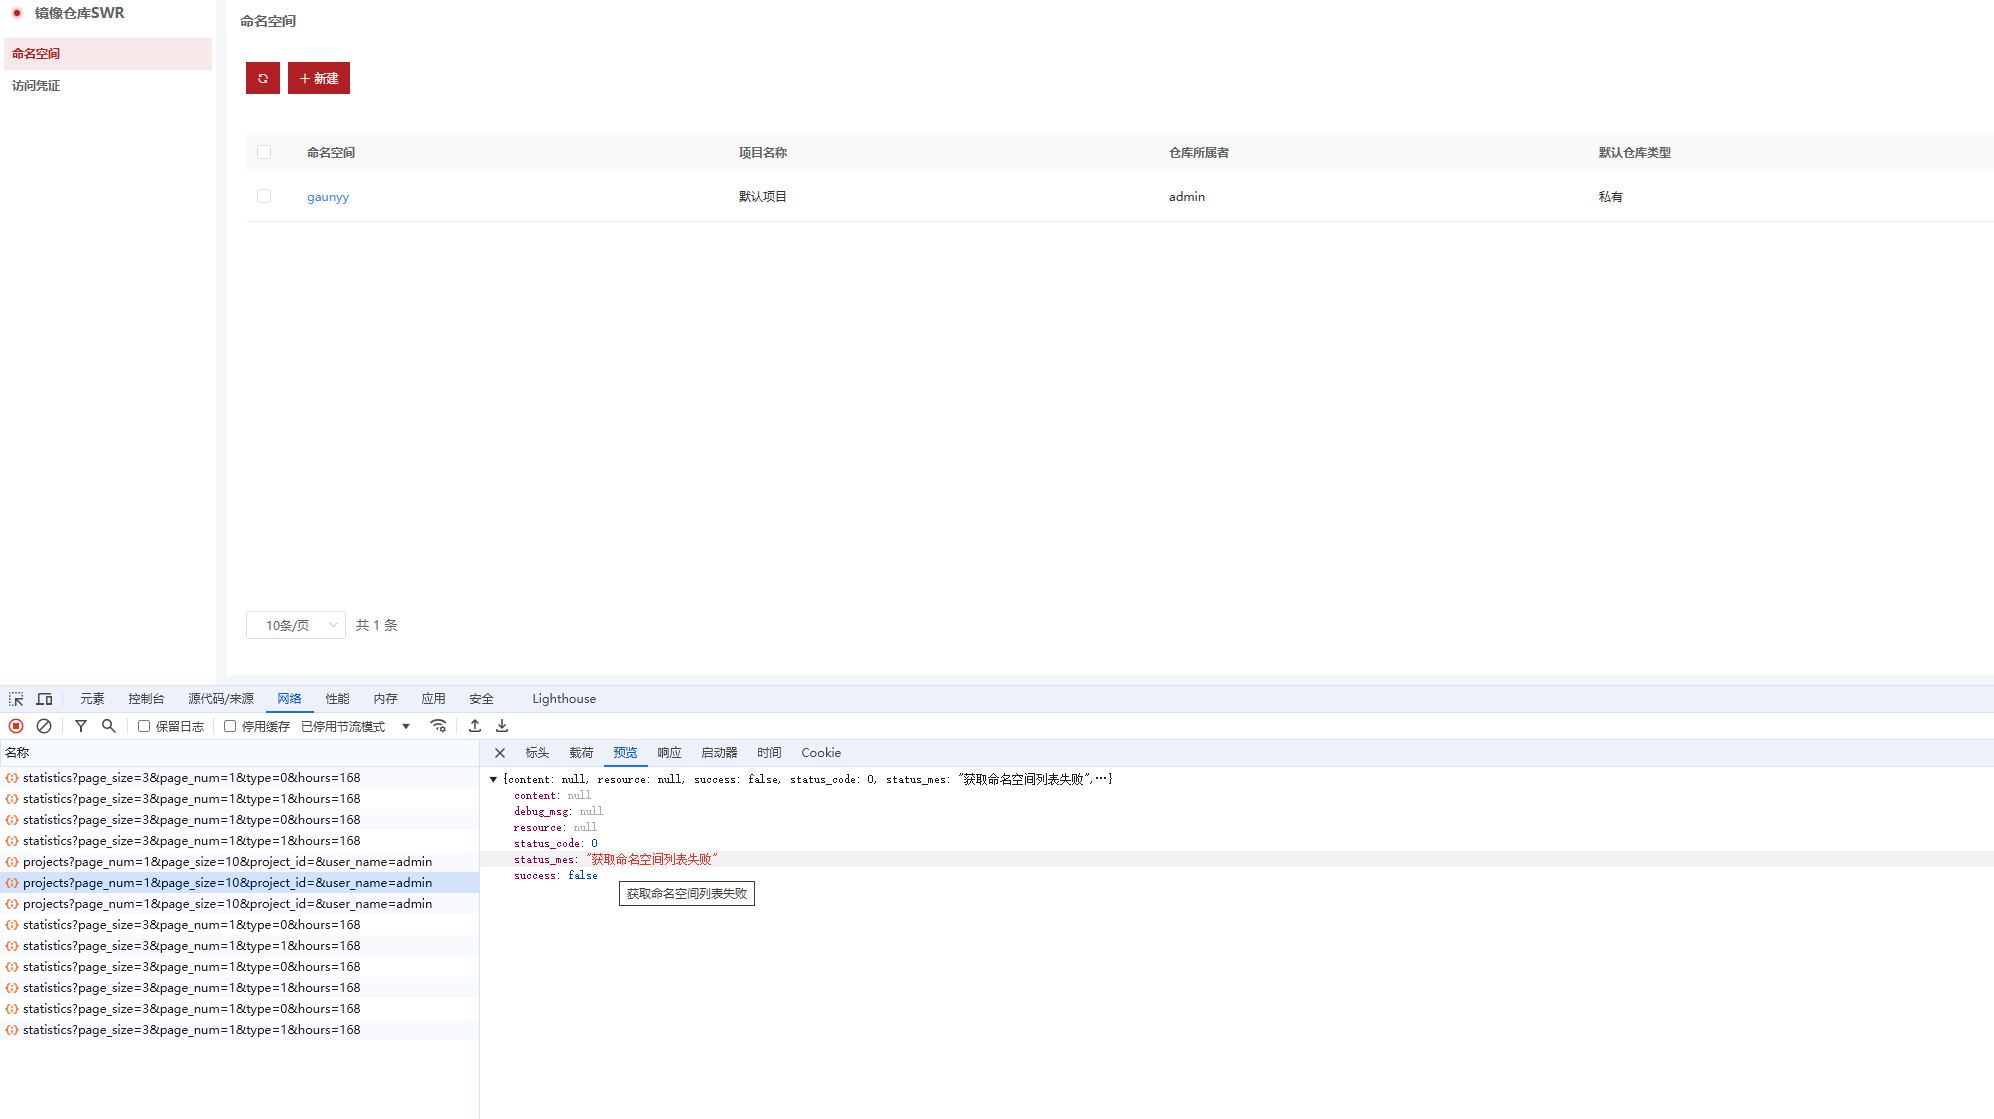 镜像仓库SWR
命名空间
访问凭证
命名空间
新建
命名空间 项目名称 仓库所属者 默认仓库类型
gaunyy 默认项目 admin 私有
10条/页 共 1 条
元素 控制台 源代码/来源 网络 性能 内存 应用 安全 Lighthouse
保留日志 停用缓存 已停用节流模式
名称
statistics?page_size=3&page_num=1&type=0&hours=168
statistics?page_size=3&page_num=1&type=1&hours=168
statistics?page_size=3&page_num=1&type=0&hours=168
statistics?page_size=3&page_num=1&type=1&hours=168
projects?page_num=1&page_size=10&project_id=&user_name=admin
projects?page_num=1&page_size=10&project_id=&user_name=admin
projects?page_num=1&page_size=10&project_id=&user_name=admin
statistics?page_size=3&page_num=1&type=0&hours=168
statistics?page_size=3&page_num=1&type=1&hours=168
statistics?page_size=3&page_num=1&type=0&hours=168
statistics?page_size=3&page_num=1&type=1&hours=168
statistics?page_size=3&page_num=1&type=0&hours=168
statistics?page_size=3&page_num=1&type=1&hours=168
标头 载荷 预览 响应 启动器 时间 Cookie
{content: null, resource: null, success: false, status_code: 0, status_mes: "获取命名空间列表失败",…}
content: null
debug_msg: null
resource: null
status_code: 0
status_mes: "获取命名空间列表失败"
success: false
获取命名空间列表失败